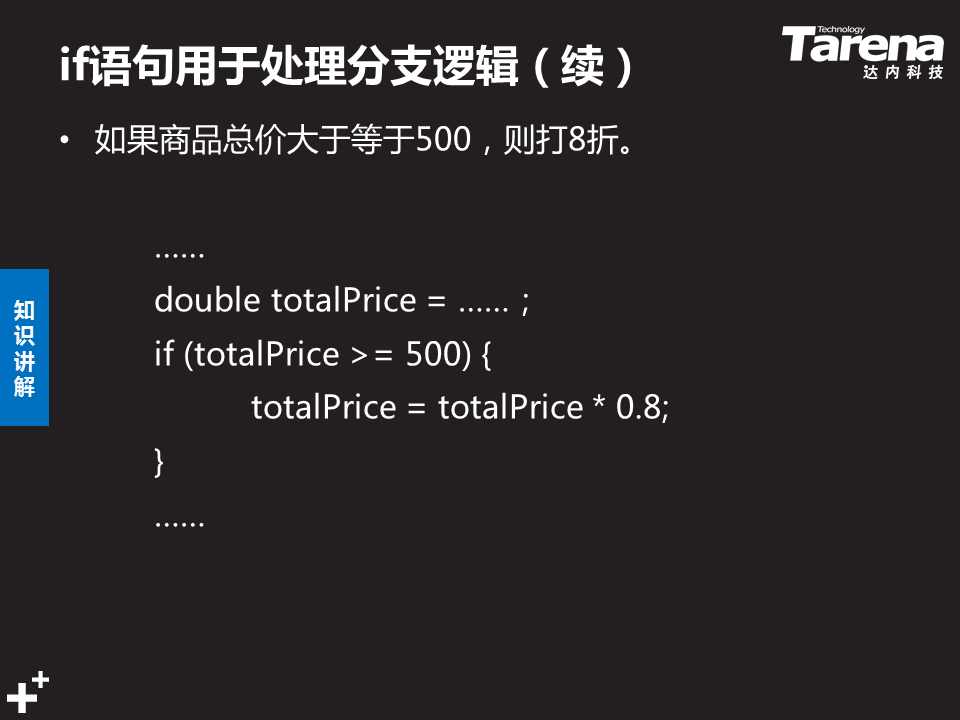 if语句用于处理分支逻辑（续）
Technology
Tarena
达内科技
• 如果商品总价大于等于500，则打8折。
……
double totalPrice = ……；
if (totalPrice >= 500) {
totalPrice = totalPrice * 0.8;
}
……
知识讲解